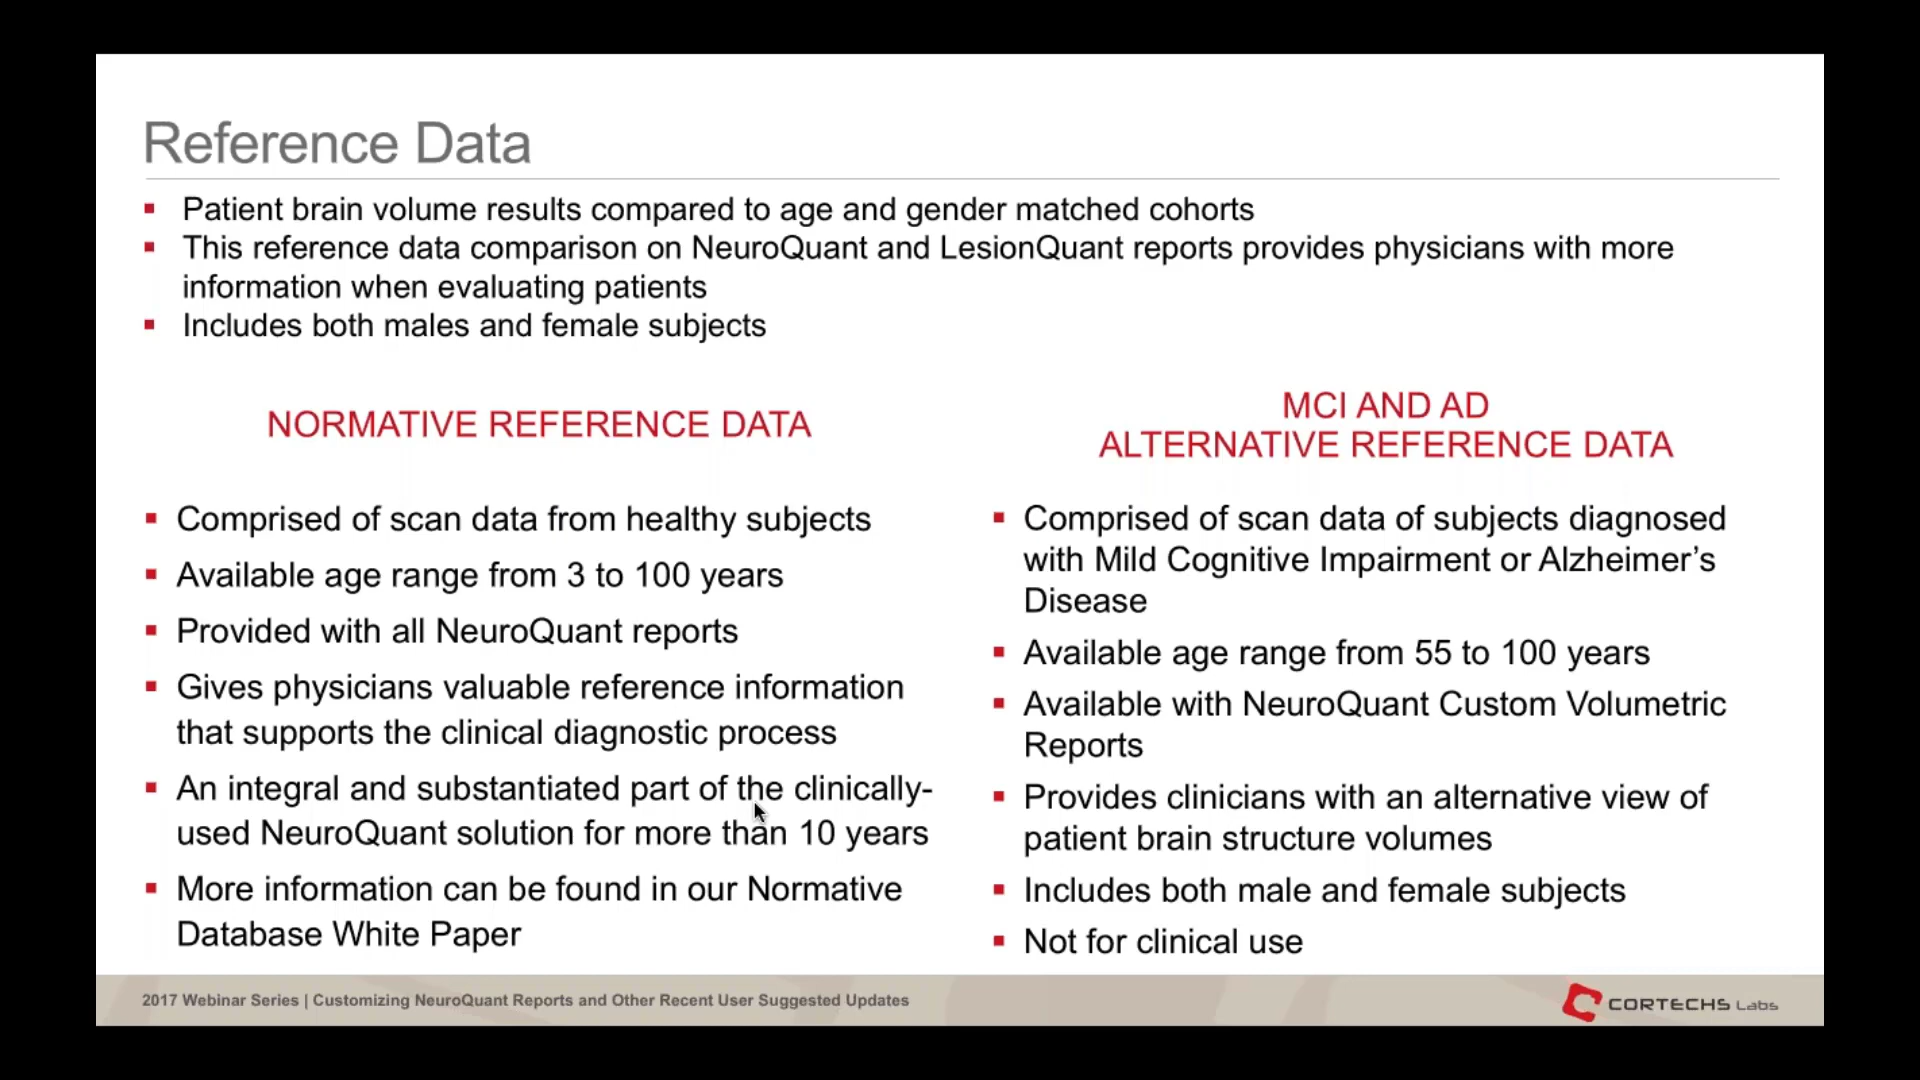 Reference Data
Patient brain volume results compared to age and gender matched cohorts
This reference data comparison on NeuroQuant and LesionQuant reports provides physicians with more
information when evaluating patients
Includes both males and female subjects
NORMATIVE REFERENCE DATA
Comprised of scan data from healthy subjects
Available age range from 3 to 100 years
Provided with all NeuroQuant reports
Gives physicians valuable reference information
that supports the clinical diagnostic process
An integral and substantiated part of the clinically-
used NeuroQuant solution for more than 10 years
More information can be found in our Normative
Database White Paper
MCI AND AD
ALTERNATIVE REFERENCE DATA
Comprised of scan data of subjects diagnosed
with Mild Cognitive Impairment or Alzheimer’s
Disease
Available age range from 55 to 100 years
Available with NeuroQuant Custom Volumetric
Reports
Provides clinicians with an alternative view of
patient brain structure volumes
Includes both male and female subjects
Not for clinical use
2017 Webinar Series | Customizing NeuroQuant Reports and Other Recent User Suggested Updates
CORTECHS Labs